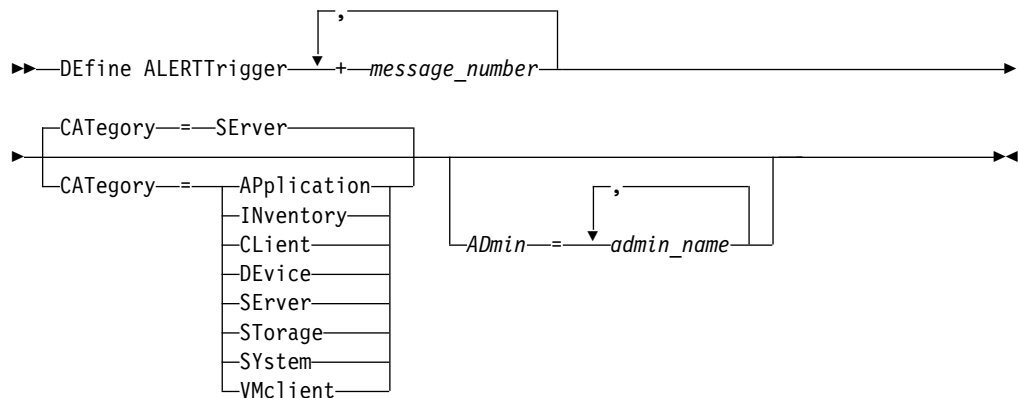 ,
DEfine ALERTTrigger + message_number
CATegory = SErver
CATegory = APplication
INventory
CLient
DEvice
SErver
STorage
SYstem
VMclient
,
ADmin = admin_name